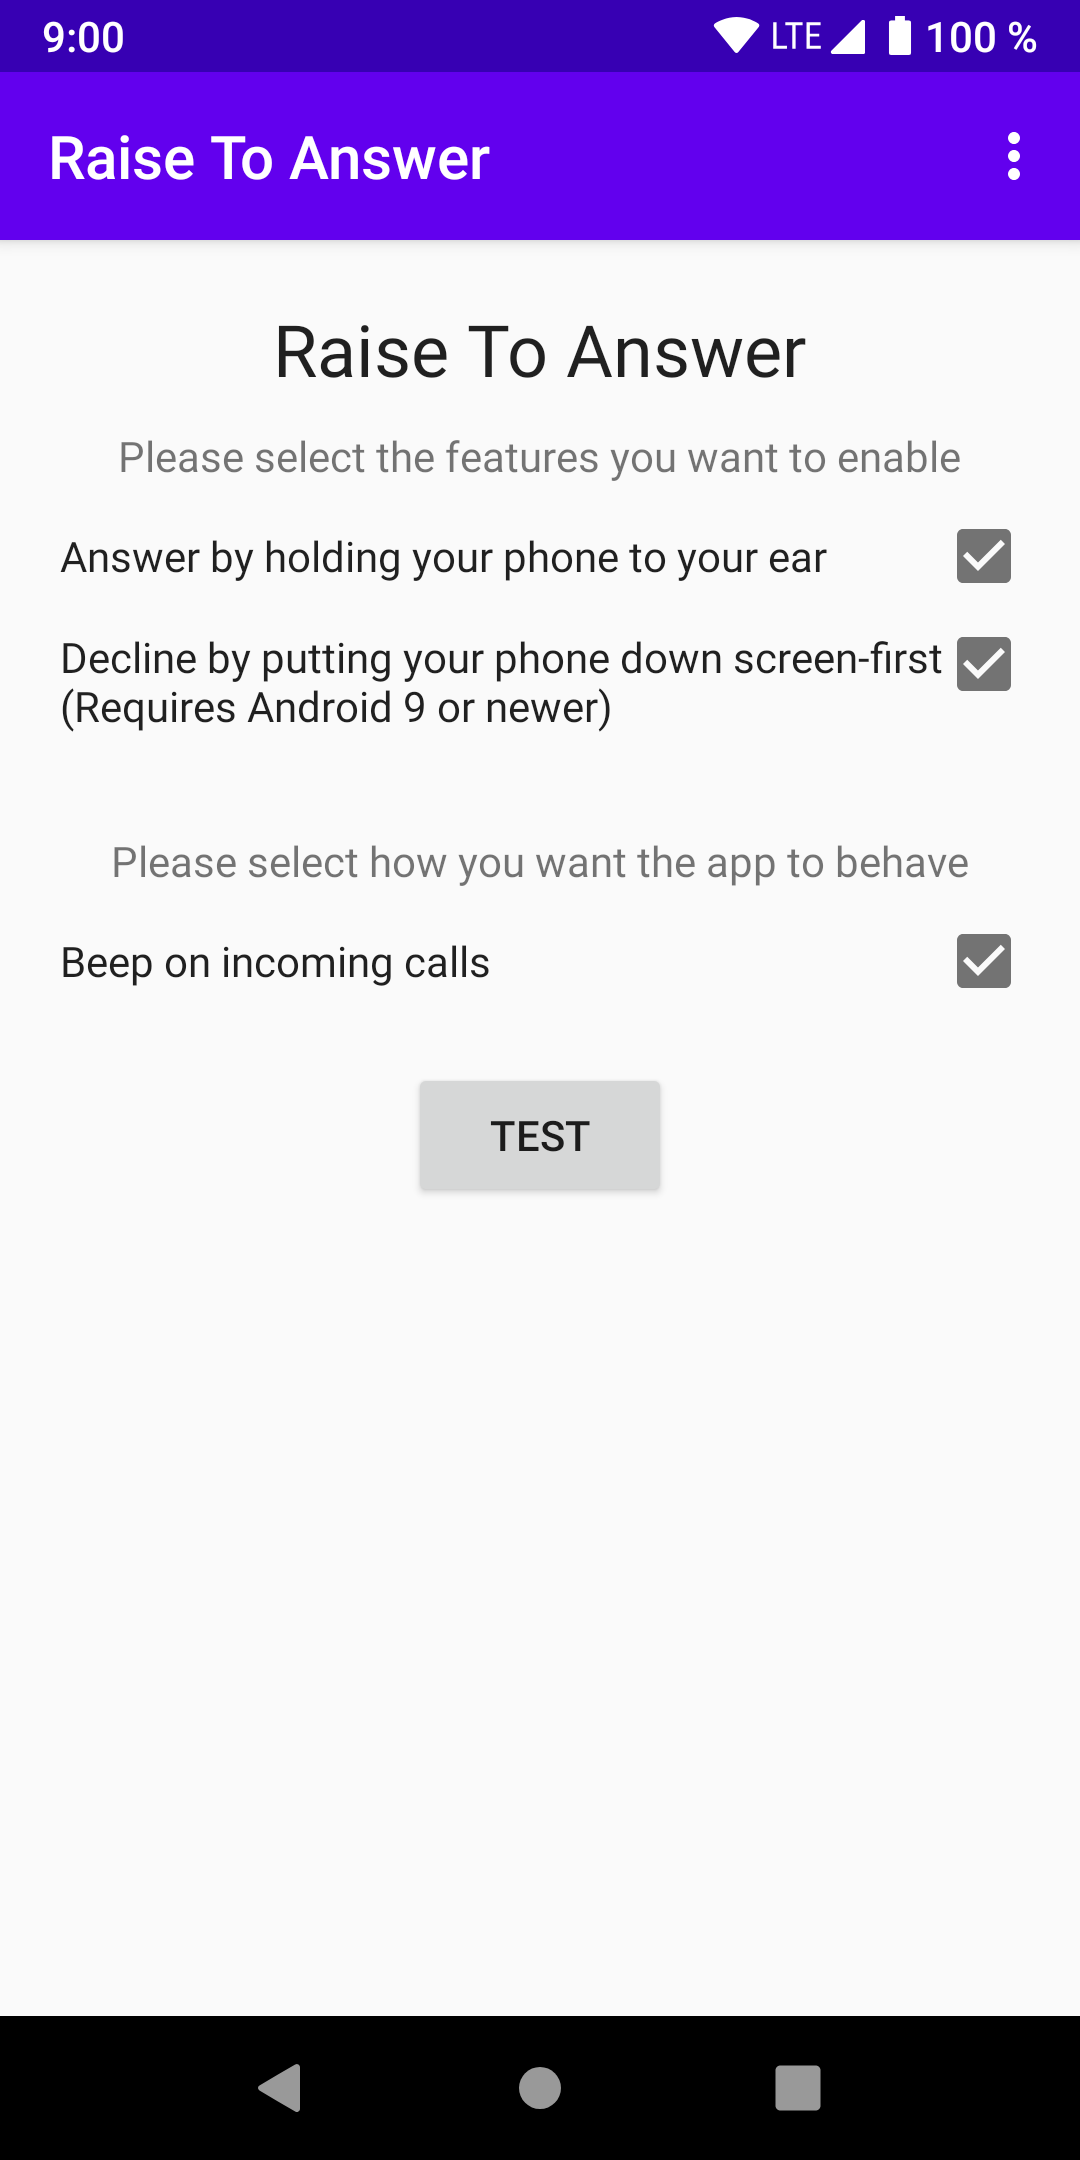 9:00 LTE 100 %
Raise To Answer
Raise To Answer
Please select the features you want to enable
Answer by holding your phone to your ear
Decline by putting your phone down screen-first
(Requires Android 9 or newer)
Please select how you want the app to behave
Beep on incoming calls
TEST